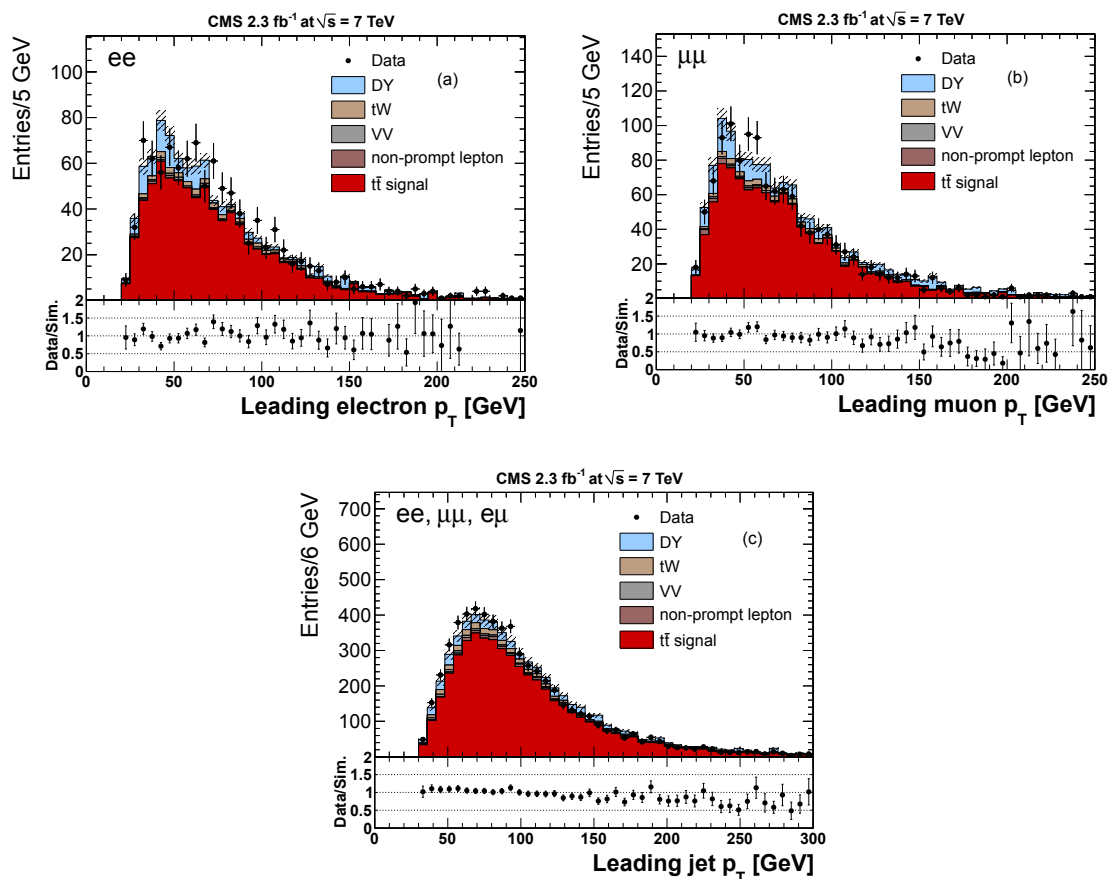 CMS 2.3 fb⁻¹ at √s = 7 TeV
Entries/5 GeV
ee
(a)
Data
DY
tW
VV
non-prompt lepton
tt̄ signal
100
80
60
40
20
2
Data/Sim.
1.5
1
0.5
0 50 100 150 200 250
Leading electron p_T [GeV]
CMS 2.3 fb⁻¹ at √s = 7 TeV
Entries/5 GeV
μμ
(b)
Data
DY
tW
VV
non-prompt lepton
tt̄ signal
140
120
100
80
60
40
20
2
Data/Sim.
1.5
1
0.5
0 50 100 150 200 250
Leading muon p_T [GeV]
CMS 2.3 fb⁻¹ at √s = 7 TeV
Entries/6 GeV
ee, μμ, eμ
(c)
Data
DY
tW
VV
non-prompt lepton
tt̄ signal
700
600
500
400
300
200
100
2
Data/Sim.
1.5
1
0.5
0 50 100 150 200 250 300
Leading jet p_T [GeV]